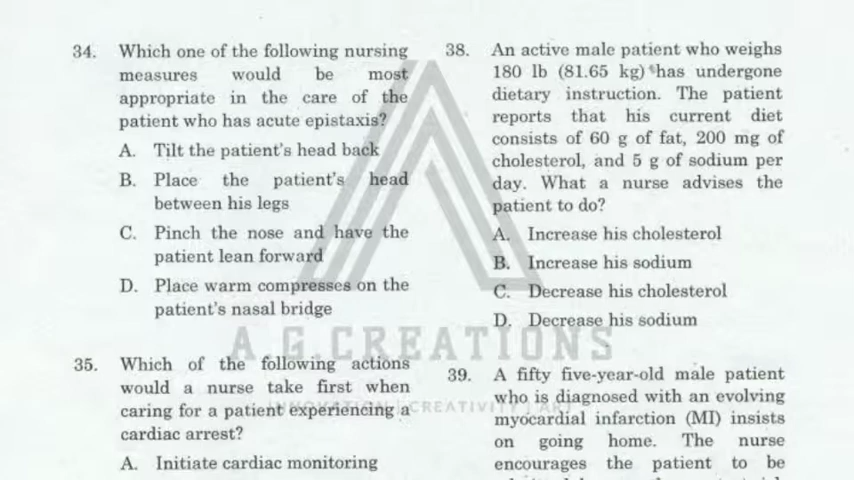 34. Which one of the following nursing
measures would be most
appropriate in the care of the
patient who has acute epistaxis?
A. Tilt the patient's head back
B. Place the patient's head
between his legs
C. Pinch the nose and have the
patient lean forward
D. Place warm compresses on the
patient's nasal bridge
35. Which of the following actions
would a nurse take first when
caring for a patient experiencing a
cardiac arrest?
A. Initiate cardiac monitoring
38. An active male patient who weighs
180 lb (81.65 kg) has undergone
dietary instruction. The patient
reports that his current diet
consists of 60 g of fat, 200 mg of
cholesterol, and 5 g of sodium per
day. What a nurse advises the
patient to do?
A. Increase his cholesterol
B. Increase his sodium
C. Decrease his cholesterol
D. Decrease his sodium
39. A fifty five-year-old male patient
who is diagnosed with an evolving
myocardial infarction (MI) insists
on going home. The nurse
encourages the patient to be
A.G.CREATIONS
INNOVATION | CREATIVITY | ART